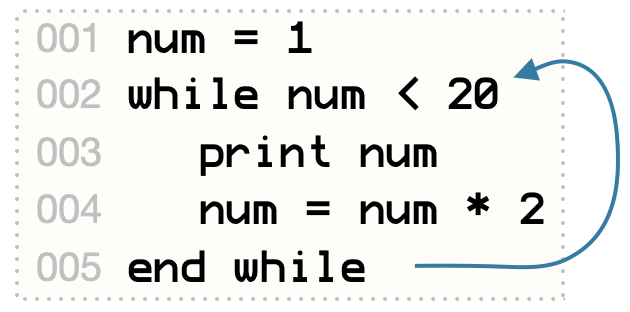 001 num = 1
002 while num < 20
003 print num
004 num = num * 2
005 end while